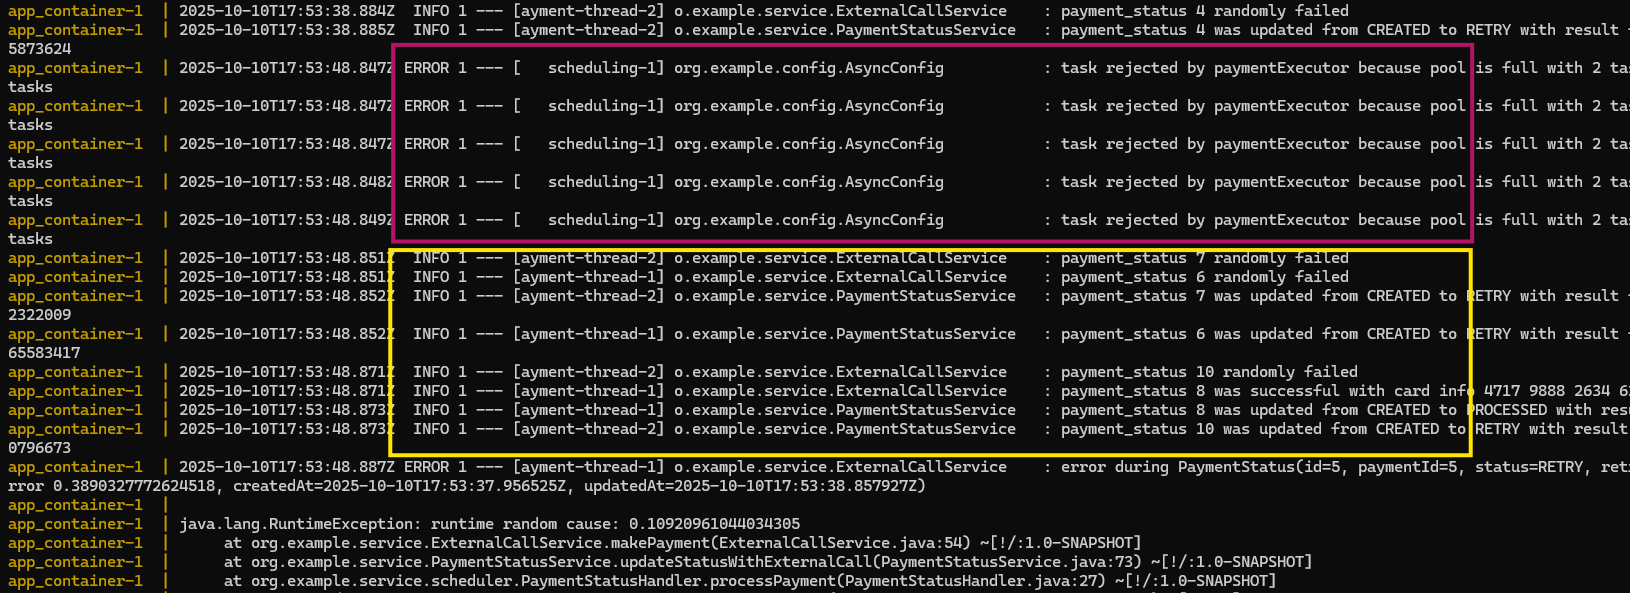 app_container-1  | 2025-10-10T17:53:38.884Z  INFO 1 --- [ayment-thread-2] o.example.service.ExternalCallService    : payment_status 4 randomly failed
app_container-1  | 2025-10-10T17:53:38.885Z  INFO 1 --- [ayment-thread-2] o.example.service.PaymentStatusService   : payment_status 4 was updated from CREATED to RETRY with result
5873624
app_container-1  | 2025-10-10T17:53:48.847Z ERROR 1 --- [   scheduling-1] org.example.config.AsyncConfig           : task rejected by paymentExecutor because pool is full with 2 ta
tasks
app_container-1  | 2025-10-10T17:53:48.847Z ERROR 1 --- [   scheduling-1] org.example.config.AsyncConfig           : task rejected by paymentExecutor because pool is full with 2 ta
tasks
app_container-1  | 2025-10-10T17:53:48.847Z ERROR 1 --- [   scheduling-1] org.example.config.AsyncConfig           : task rejected by paymentExecutor because pool is full with 2 ta
tasks
app_container-1  | 2025-10-10T17:53:48.848Z ERROR 1 --- [   scheduling-1] org.example.config.AsyncConfig           : task rejected by paymentExecutor because pool is full with 2 ta
tasks
app_container-1  | 2025-10-10T17:53:48.849Z ERROR 1 --- [   scheduling-1] org.example.config.AsyncConfig           : task rejected by paymentExecutor because pool is full with 2 ta
tasks
app_container-1  | 2025-10-10T17:53:48.851Z  INFO 1 --- [ayment-thread-2] o.example.service.ExternalCallService    : payment_status 7 randomly failed
app_container-1  | 2025-10-10T17:53:48.851Z  INFO 1 --- [ayment-thread-1] o.example.service.ExternalCallService    : payment_status 6 randomly failed
app_container-1  | 2025-10-10T17:53:48.852Z  INFO 1 --- [ayment-thread-2] o.example.service.PaymentStatusService   : payment_status 7 was updated from CREATED to RETRY with result
2322009
app_container-1  | 2025-10-10T17:53:48.852Z  INFO 1 --- [ayment-thread-1] o.example.service.PaymentStatusService   : payment_status 6 was updated from CREATED to RETRY with result
65583417
app_container-1  | 2025-10-10T17:53:48.871Z  INFO 1 --- [ayment-thread-2] o.example.service.ExternalCallService    : payment_status 10 randomly failed
app_container-1  | 2025-10-10T17:53:48.871Z  INFO 1 --- [ayment-thread-1] o.example.service.ExternalCallService    : payment_status 8 was successful with card info 4717 9888 2634 6
app_container-1  | 2025-10-10T17:53:48.873Z  INFO 1 --- [ayment-thread-1] o.example.service.PaymentStatusService   : payment_status 8 was updated from CREATED to PROCESSED with res
app_container-1  | 2025-10-10T17:53:48.873Z  INFO 1 --- [ayment-thread-2] o.example.service.PaymentStatusService   : payment_status 10 was updated from CREATED to RETRY with result
0796673
app_container-1  | 2025-10-10T17:53:48.887Z ERROR 1 --- [ayment-thread-1] o.example.service.ExternalCallService    : error during PaymentStatus(id=5, paymentId=5, status=RETRY, ret
rror 0.3890327772624518, createdAt=2025-10-10T17:53:37.956525Z, updatedAt=2025-10-10T17:53:38.857927Z)
app_container-1  |
app_container-1  | java.lang.RuntimeException: runtime random cause: 0.10920961044034305
app_container-1  |      at org.example.service.ExternalCallService.makePayment(ExternalCallService.java:54) ~[!/:1.0-SNAPSHOT]
app_container-1  |      at org.example.service.PaymentStatusService.updateStatusWithExternalCall(PaymentStatusService.java:73) ~[!/:1.0-SNAPSHOT]
app_container-1  |      at org.example.service.scheduler.PaymentStatusHandler.processPayment(PaymentStatusHandler.java:27) ~[!/:1.0-SNAPSHOT]